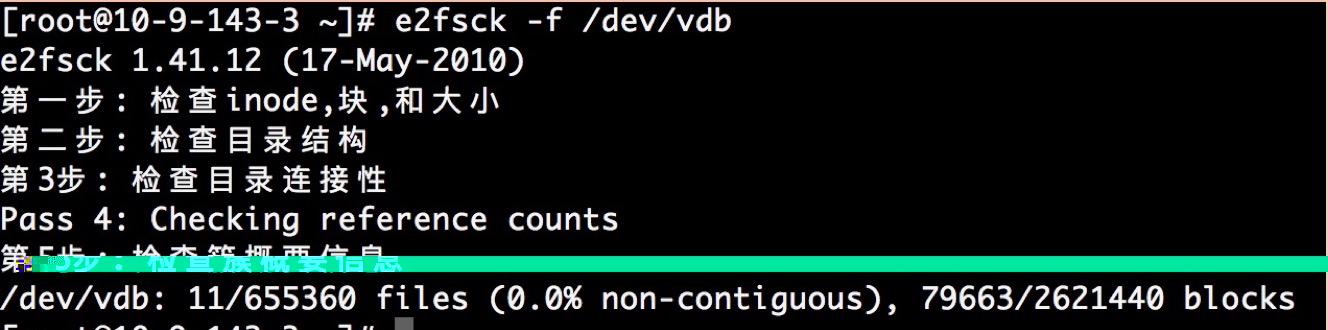 [root@10-9-143-3 ~]# e2fsck -f /dev/vdb
e2fsck 1.41.12 (17-May-2010)
第一步: 检查inode,块,和大小
第二步: 检查目录结构
第3步: 检查目录连接性
Pass 4: Checking reference counts
第5步: 检查簇概要信息
/dev/vdb: 11/655360 files (0.0% non-contiguous), 79663/2621440 blocks
[root@10-9-143-3 ~]#